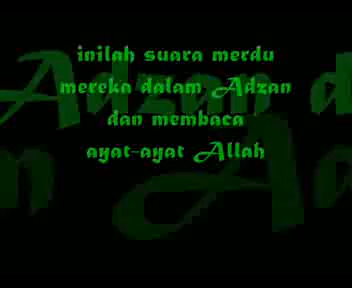 inilah suara merdu
mereka dalam Adzan
dan membaca
ayat-ayat Allah